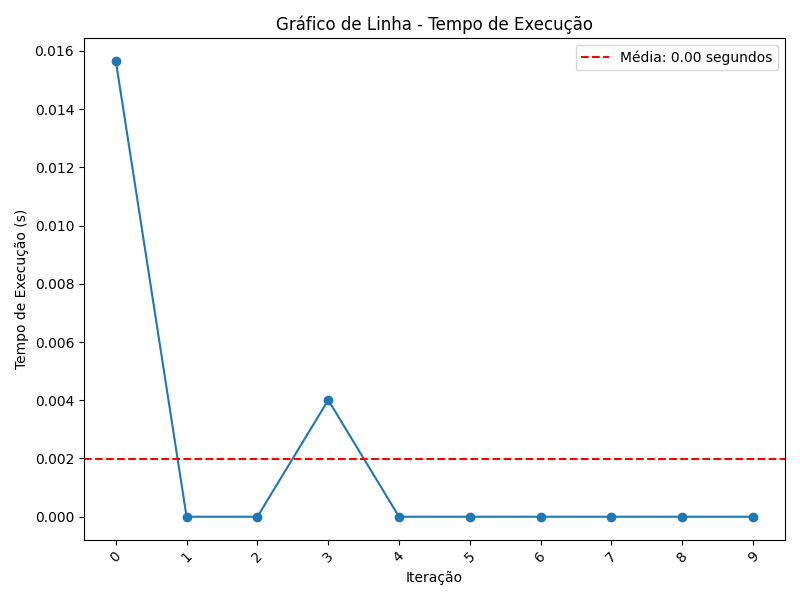 Gráfico de Linha - Tempo de Execução
Média: 0.00 segundos
Tempo de Execução (s)
0.016
0.014
0.012
0.010
0.008
0.006
0.004
0.002
0.000
0 1 2 3 4 5 6 7 8 9
Iteração